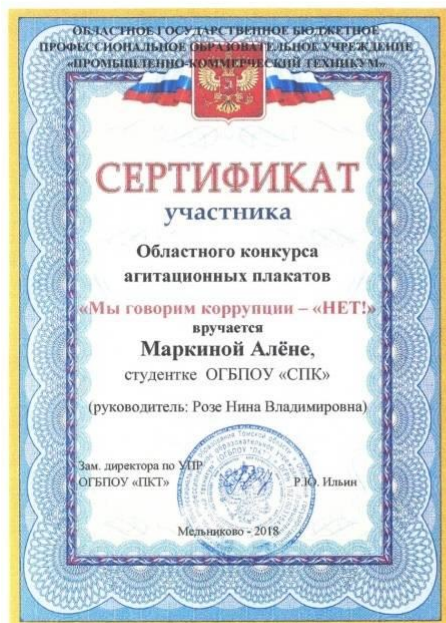 ОБЛАСТНОЕ ГОСУДАРСТВЕННОЕ БЮДЖЕТНОЕ
ПРОФЕССИОНАЛЬНОЕ ОБРАЗОВАТЕЛЬНОЕ УЧРЕЖДЕНИЕ
«ПРОМЫШЛЕННО-КОММЕРЧЕСКИЙ ТЕХНИКУМ»
СЕРТИФИКАТ
участника
Областного конкурса
агитационных плакатов
«Мы говорим коррупции – «НЕТ!»
вручается
Маркиной Алёне,
студентке ОГБПОУ «СПК»
(руководитель: Розе Нина Владимировна)
Зам. директора по УПР
ОГБПОУ «ПКТ» Р.Ю. Ильин
Мельниково - 2018